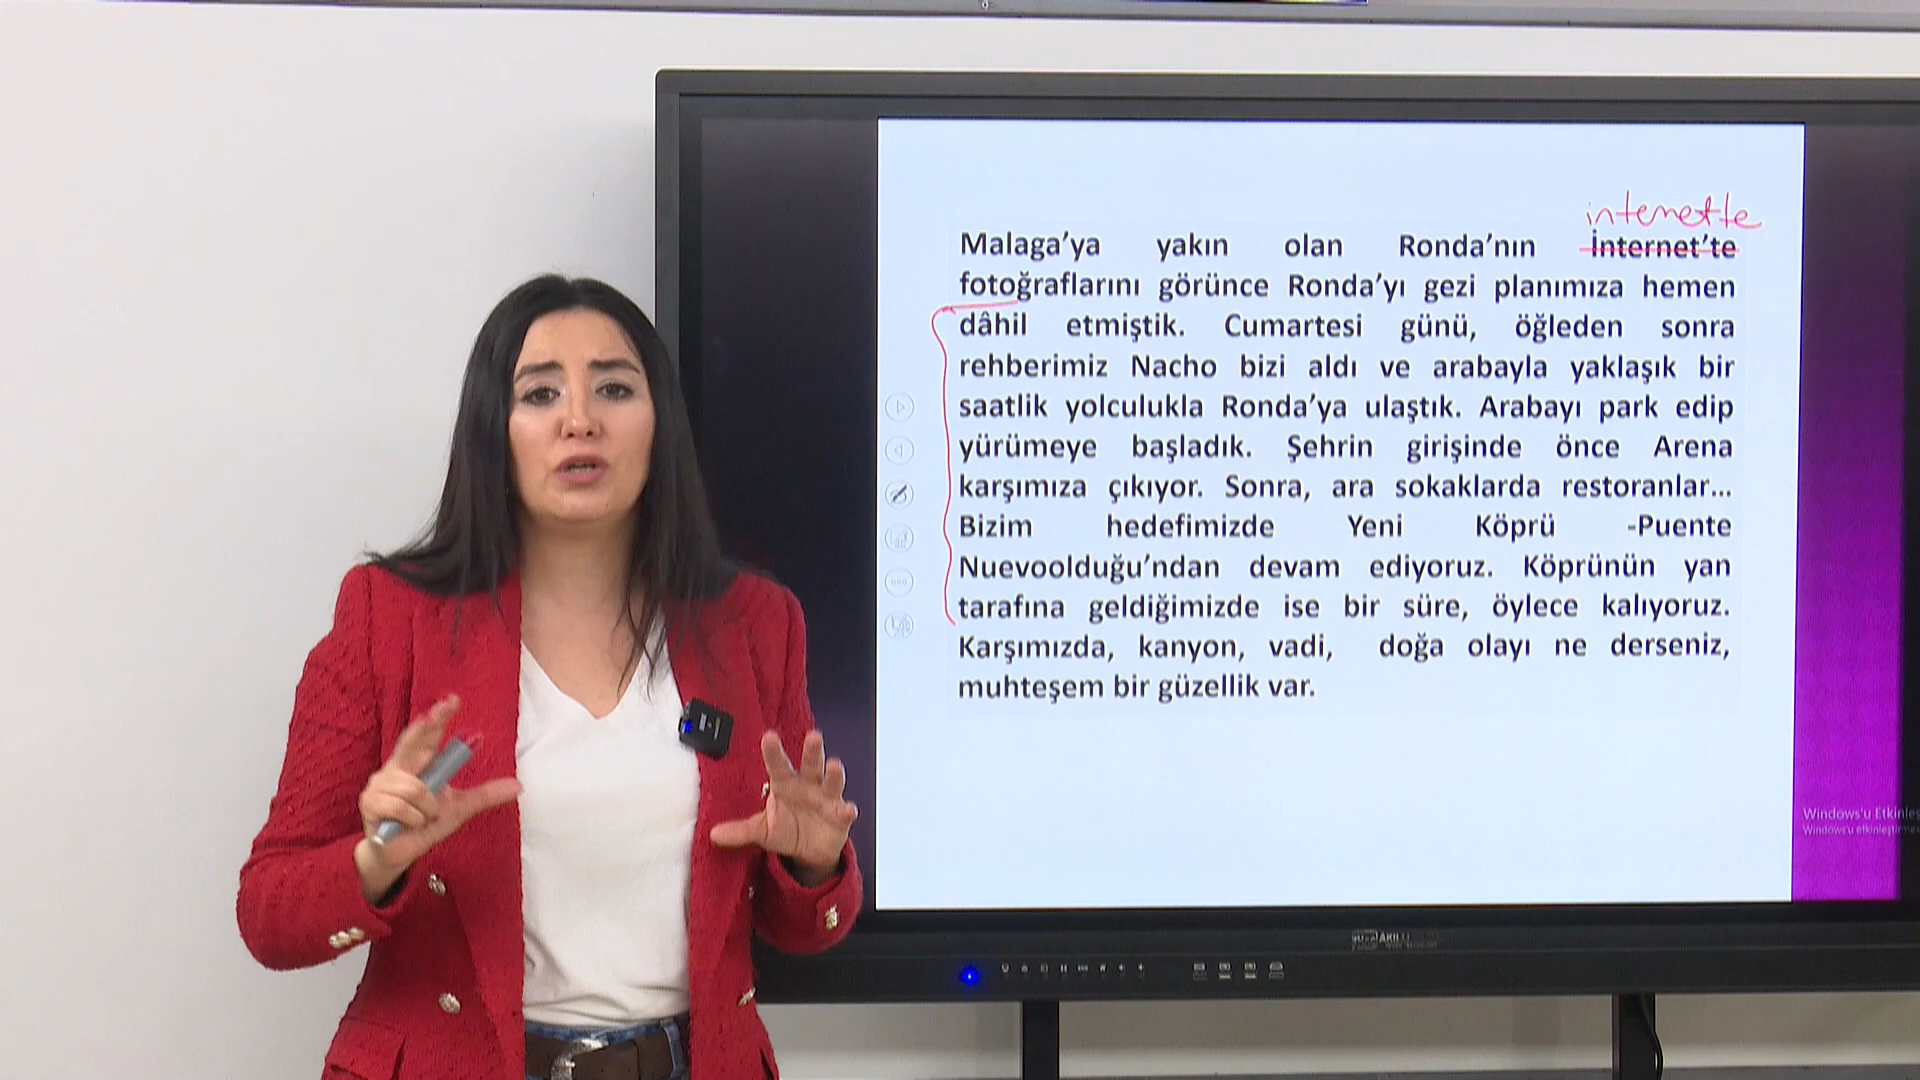 internette
Malaga’ya yakın olan Ronda’nın İnternet’te
fotoğraflarını görünce Ronda’yı gezi planımıza hemen
dâhil etmiştik. Cumartesi günü, öğleden sonra
rehberimiz Nacho bizi aldı ve arabayla yaklaşık bir
saatlik yolculukla Ronda’ya ulaştık. Arabayı park edip
yürümeye başladık. Şehrin girişinde önce Arena
karşımıza çıkıyor. Sonra, ara sokaklarda restoranlar...
Bizim hedefimizde Yeni Köprü -Puente
Nuevoolduğu’ndan devam ediyoruz. Köprünün yan
tarafına geldiğimizde ise bir süre, öylece kalıyoruz.
Karşımızda, kanyon, vadi, doğa olayı ne derseniz,
muhteşem bir güzellik var.
Windows'u Etkinleş